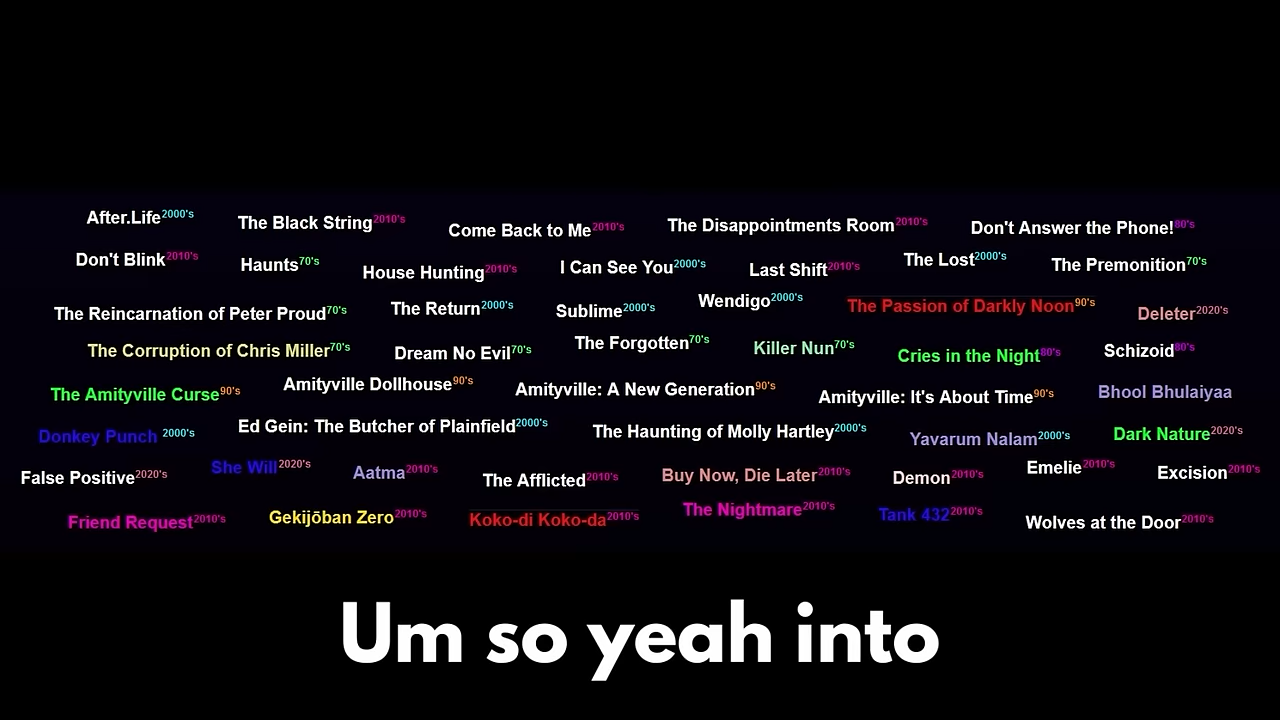 After.Life2000's The Black String2010's Come Back to Me2010's The Disappointments Room2010's Don't Answer the Phone!80's
Don't Blink2010's Haunts70's House Hunting2010's I Can See You2000's Last Shift2010's The Lost2000's The Premonition70's
The Reincarnation of Peter Proud70's The Return2000's Sublime2000's Wendigo2000's The Passion of Darkly Noon90's Deleter2020's
The Corruption of Chris Miller70's Dream No Evil70's The Forgotten70's Killer Nun70's Cries in the Night80's Schizoid80's
The Amityville Curse90's Amityville Dollhouse90's Amityville: A New Generation90's Amityville: It's About Time90's Bhool Bhulaiyaa
Donkey Punch 2000's Ed Gein: The Butcher of Plainfield2000's The Haunting of Molly Hartley2000's Yavarum Nalam2000's Dark Nature2020's
False Positive2020's She Will2020's Aatma2010's The Afflicted2010's Buy Now, Die Later2010's Demon2010's Emelie2010's Excision2010's
Friend Request2010's Gekijōban Zero2010's Koko-di Koko-da2010's The Nightmare2010's Tank 4322010's Wolves at the Door2010's
Um so yeah into